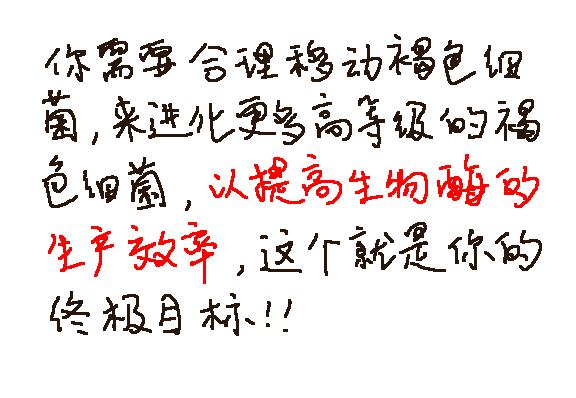 你需要合理移动褐色细
菌,来进化更多高等级的褐
色细菌,以提高生物酶的
生产效率,这个就是你的
终极目标!!